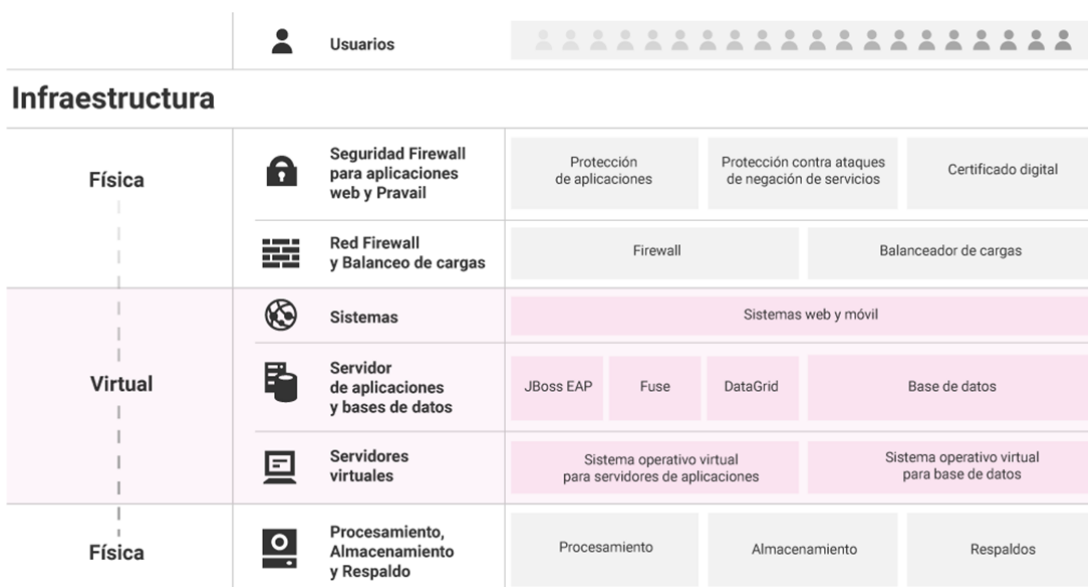 Usuarios
Infraestructura
Física
Seguridad Firewall
para aplicaciones
web y Pravail
Protección
de aplicaciones
Protección contra ataques
de negación de servicios
Certificado digital
Red Firewall
y Balanceo de cargas
Firewall
Balanceador de cargas
Virtual
Sistemas
Sistemas web y móvil
Servidor
de aplicaciones
y bases de datos
JBoss EAP
Fuse
DataGrid
Base de datos
Servidores
virtuales
Sistema operativo virtual
para servidores de aplicaciones
Sistema operativo virtual
para base de datos
Física
Procesamiento,
Almacenamiento
y Respaldo
Procesamiento
Almacenamiento
Respaldos